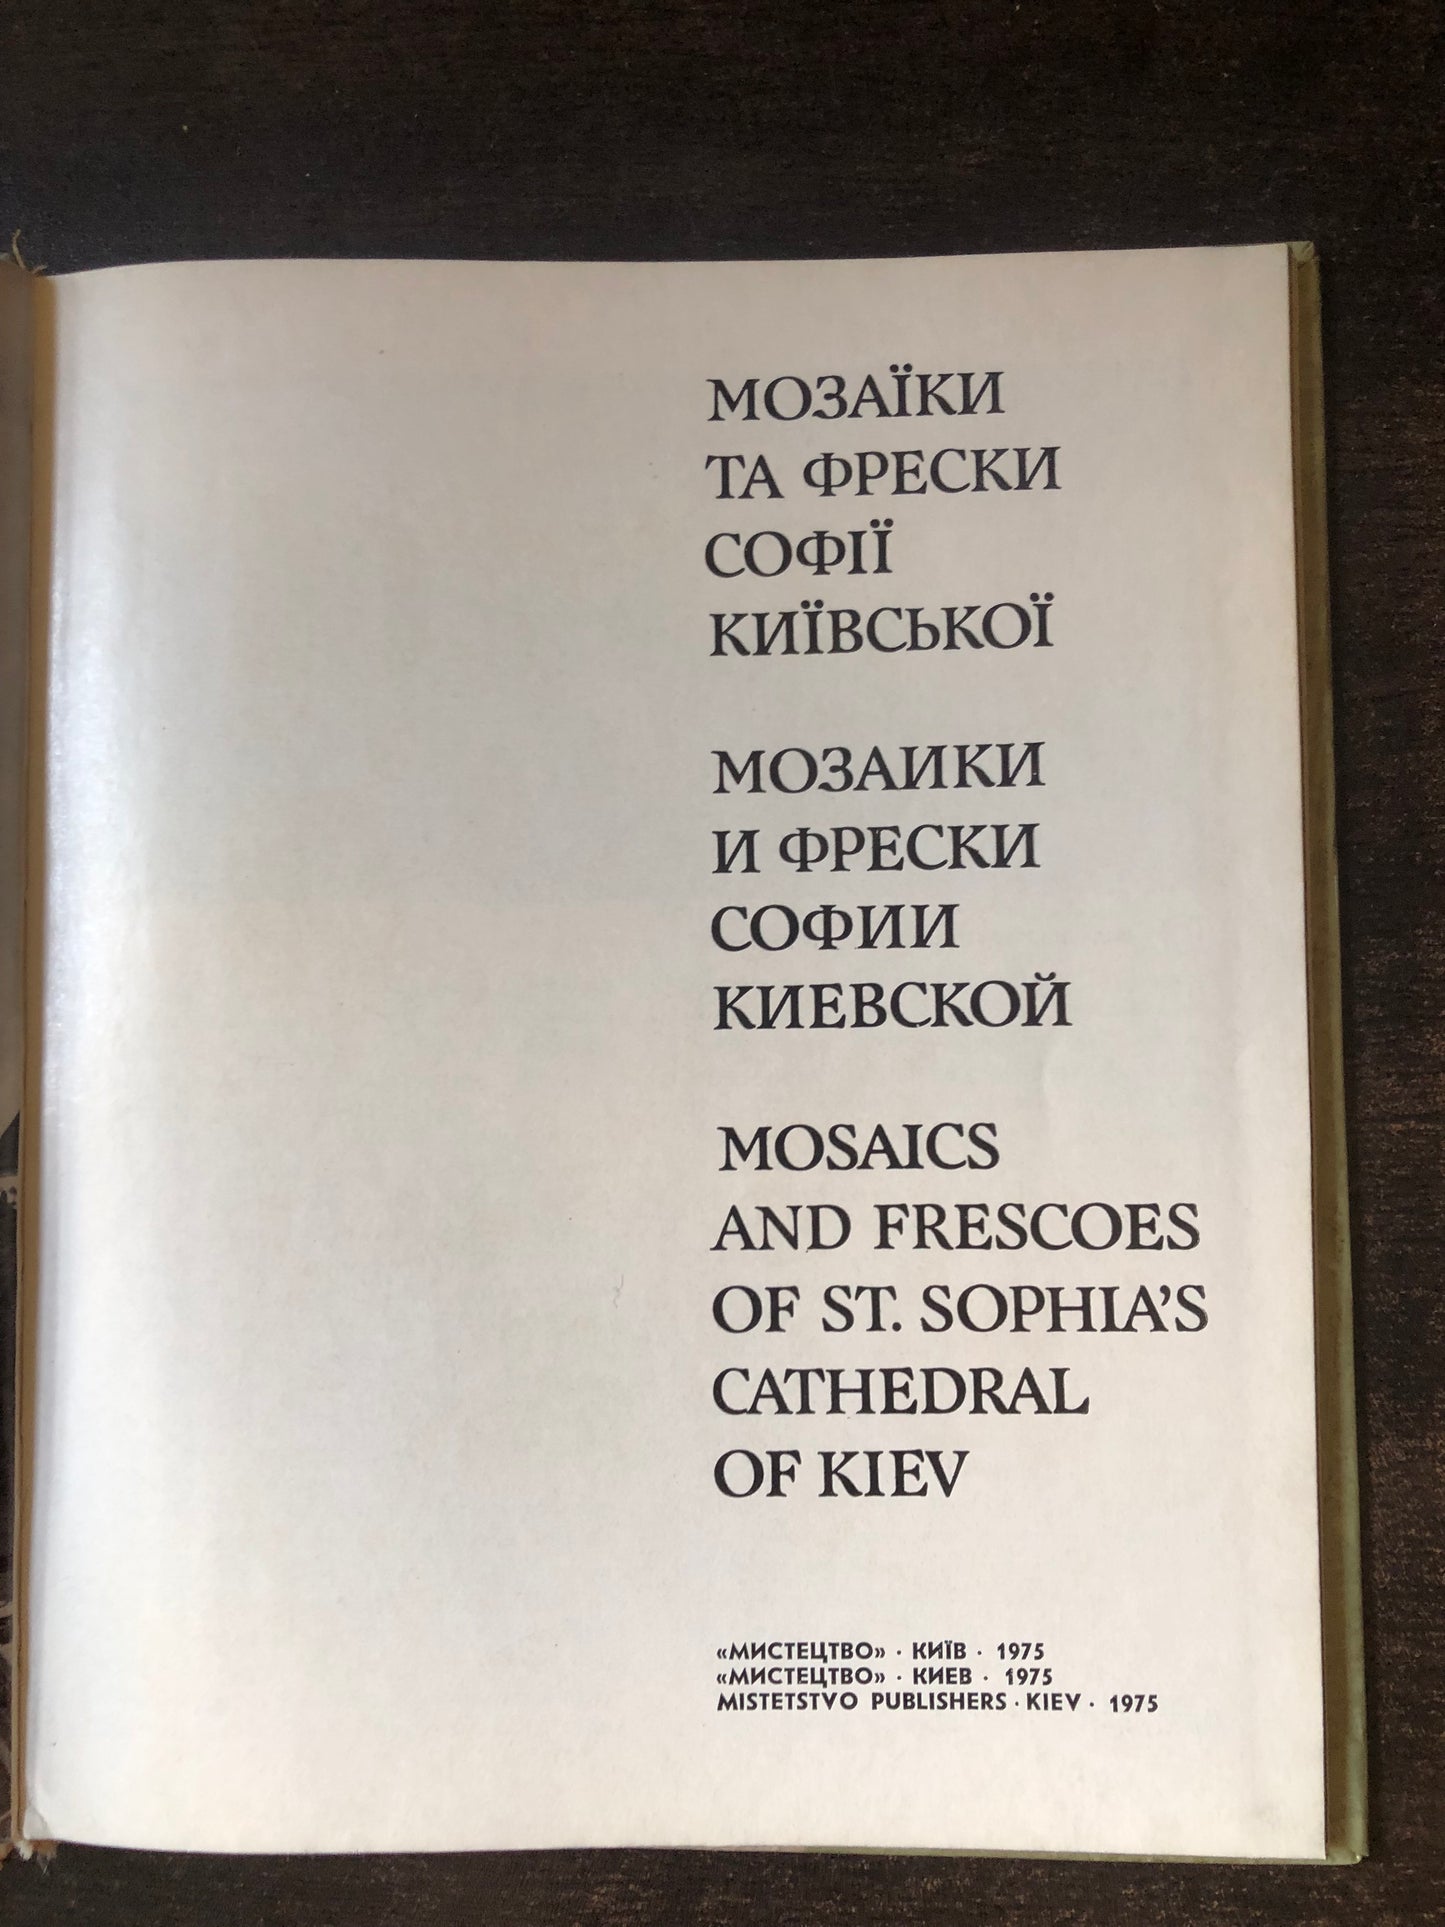 МОЗАЇКИ
ТА ФРЕСКИ
СОФІЇ
КИЇВСЬКОЇ
МОЗАИКИ
И ФРЕСКИ
СОФИИ
КИЕВСКОЙ
MOSAICS
AND FRESCOES
OF ST. SOPHIA’S
CATHEDRAL
OF KIEV
«МИСТЕЦТВО» · КИЇВ · 1975
«МИСТЕЦТВО» · КИЕВ · 1975
MISTETSTVO PUBLISHERS · KIEV · 1975